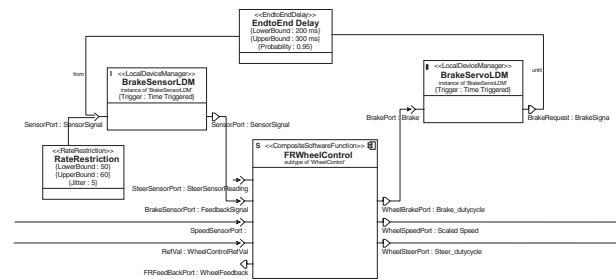 <<EndtoEndDelay>>
EndtoEnd Delay
{LowerBound : 200 ms}
{UpperBound : 300 ms}
{Probability : 0.95}
from
until
I <<LocalDeviceManager>>
BrakeSensorLDM
instance of 'BrakeSensorLDM'
{Trigger : Time Triggered}
<<LocalDeviceManager>>
BrakeServoLDM
instance of 'BrakeServoLDM'
{Trigger : Time Triggered}
SensorPort : SensorSignal
SensorPort : SensorSignal
BrakePort : Brake
BrakeRequest : BrakeSigna
<<RateRestriction>>
RateRestriction
{LowerBound : 50}
{UpperBound : 60}
{Jitter : 5}
S <<CompositeSoftwareFunction>>
FRWheelControl
subtype of 'WheelControl'
SteerSensorPort : SteerSensorReading
BrakeSensorPort : FeedbackSignal
WheelBrakePort : Brake_dutycycle
SpeedSensorPort :
WheelSpeedPort : Scaled Speed
RefVal : WheelControlRefVal
WheelSteerPort : Steer_dutycycle
FRFeedBackPort : WheelFeedback